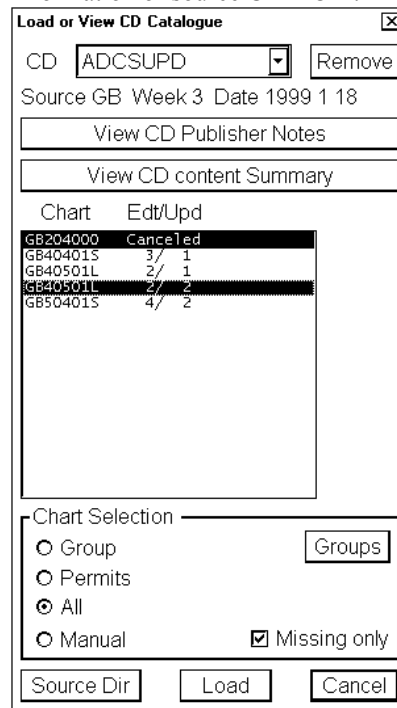 Load or View CD Catalogue
CD ADCSUPD Remove
Source GB Week 3 Date 1999 1 18
View CD Publisher Notes
View CD content Summary
Chart Edt/Upd
GB204000 Canceled
GB40401S 3/ 1
GB40501L 2/ 1
GB40501L 2/ 2
GB50401S 4/ 2
Chart Selection
Group Groups
Permits
All
Manual Missing only
Source Dir Load Cancel